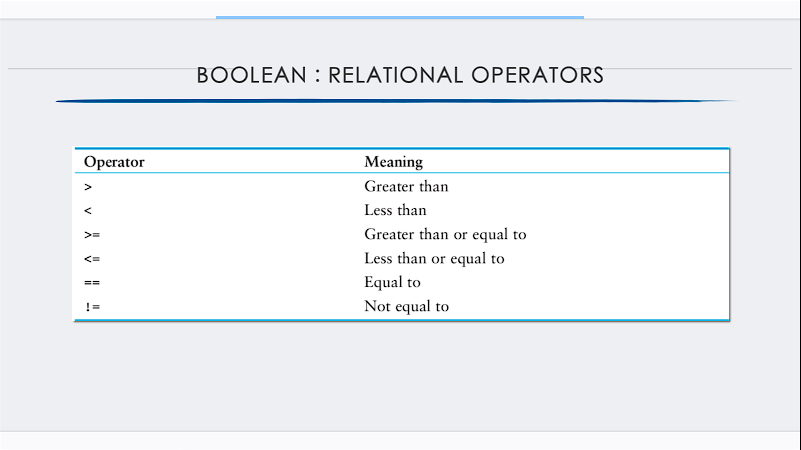 BOOLEAN : RELATIONAL OPERATORS
Operator Meaning
> Greater than
< Less than
>= Greater than or equal to
<= Less than or equal to
== Equal to
!= Not equal to